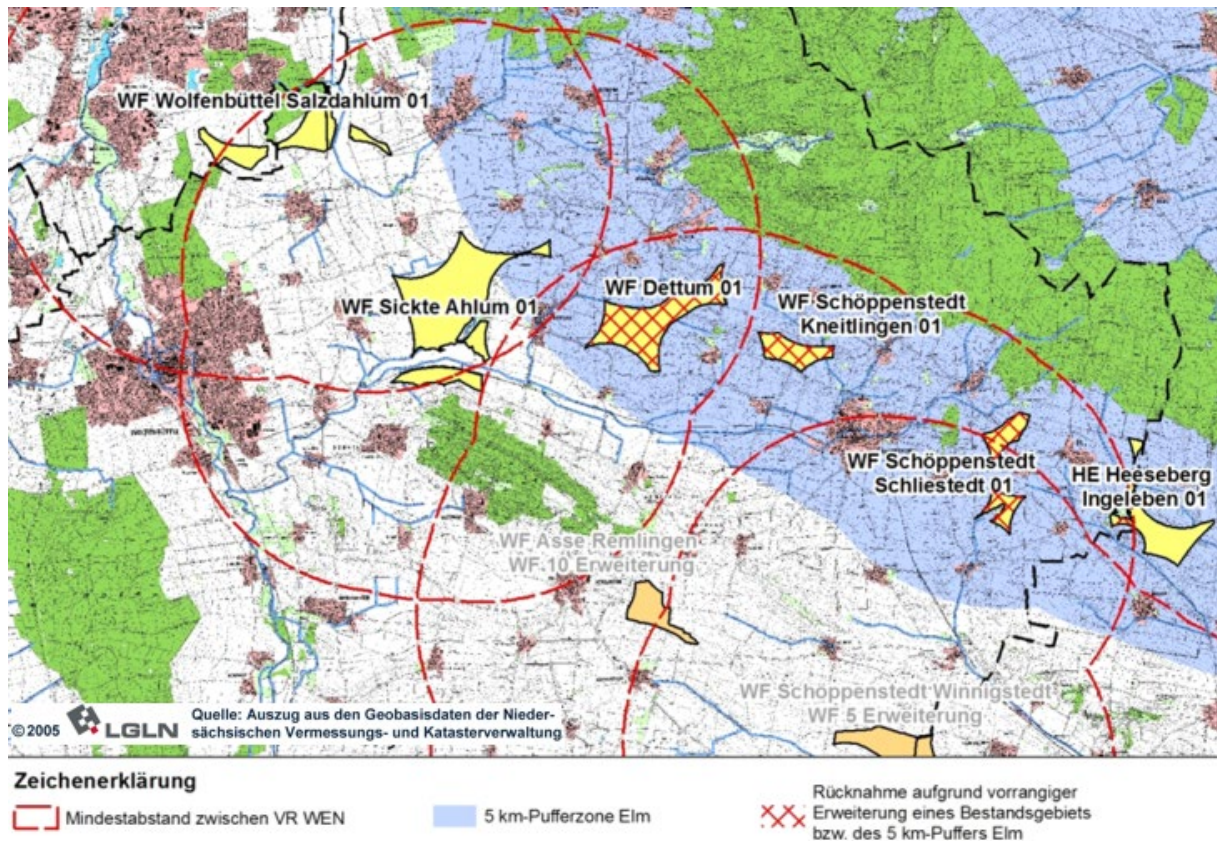 WF Wolfenbüttel Salzdahlum 01
WF Sickte Ahlum 01
WF Dettum 01
WF Schöppenstedt
Kneitlingen 01
WF Schöppenstedt
Schliestedt 01
HE Heeseberg
Ingeleben 01
WF Asse Remlingen
WF 10 Erweiterung
WF Schöppenstedt Winnigstedt
WF 5 Erweiterung
© 2005 LGLN
Quelle: Auszug aus den Geobasisdaten der Nieder-
sächsischen Vermessungs- und Katasterverwaltung
Zeichenerklärung
Mindestabstand zwischen VR WEN
5 km-Pufferzone Elm
Rücknahme aufgrund vorrangiger
Erweiterung eines Bestandsgebiets
bzw. des 5 km-Puffers Elm